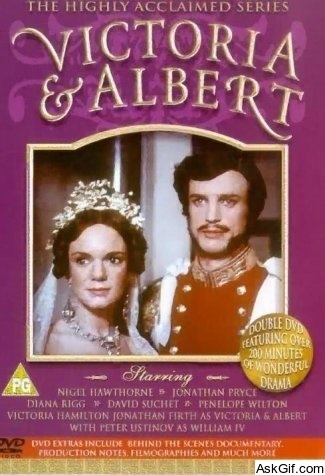 THE HIGHLY ACCLAIMED SERIES
VICTORIA
& ALBERT
DOUBLE DVD
FEATURING OVER
200 MINUTES
OF WONDERFUL
DRAMA
PG
Starring
NIGEL HAWTHORNE JONATHAN PRYCE
DIANA RIGG DAVID SUCHET PENELOPE WILTON
VICTORIA HAMILTON JONATHAN FIRTH AS VICTORIA & ALBERT
WITH PETER USTINOV AS WILLIAM IV
DVD DVD EXTRAS INCLUDE BEHIND THE SCENES DOCUMENTARY,
PRODUCTION NOTES, FILMOGRAPHIES AND MUCH MORE
AskGif.com